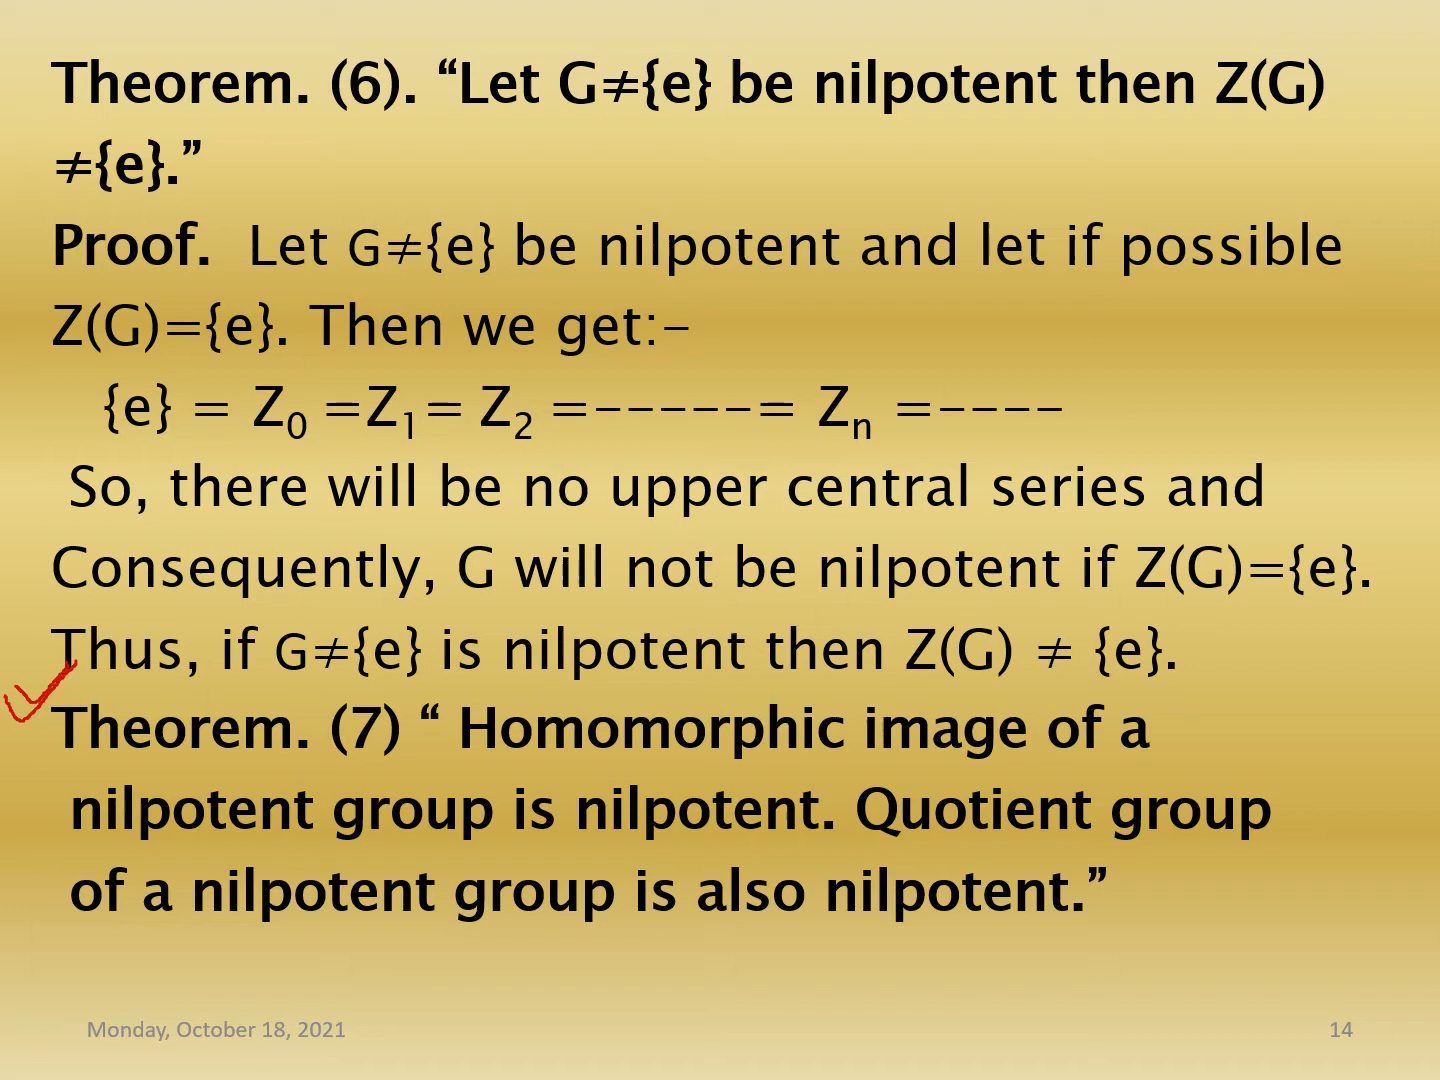 Theorem. (6). “Let G≠{e} be nilpotent then Z(G)
≠{e}.”
Proof. Let G≠{e} be nilpotent and let if possible
Z(G)={e}. Then we get:-
{e} = Z₀ =Z₁= Z₂ =-----= Zₙ =----
So, there will be no upper central series and
Consequently, G will not be nilpotent if Z(G)={e}.
Thus, if G≠{e} is nilpotent then Z(G) ≠ {e}.
Theorem. (7) “ Homomorphic image of a
nilpotent group is nilpotent. Quotient group
of a nilpotent group is also nilpotent.”
Monday, October 18, 2021
14